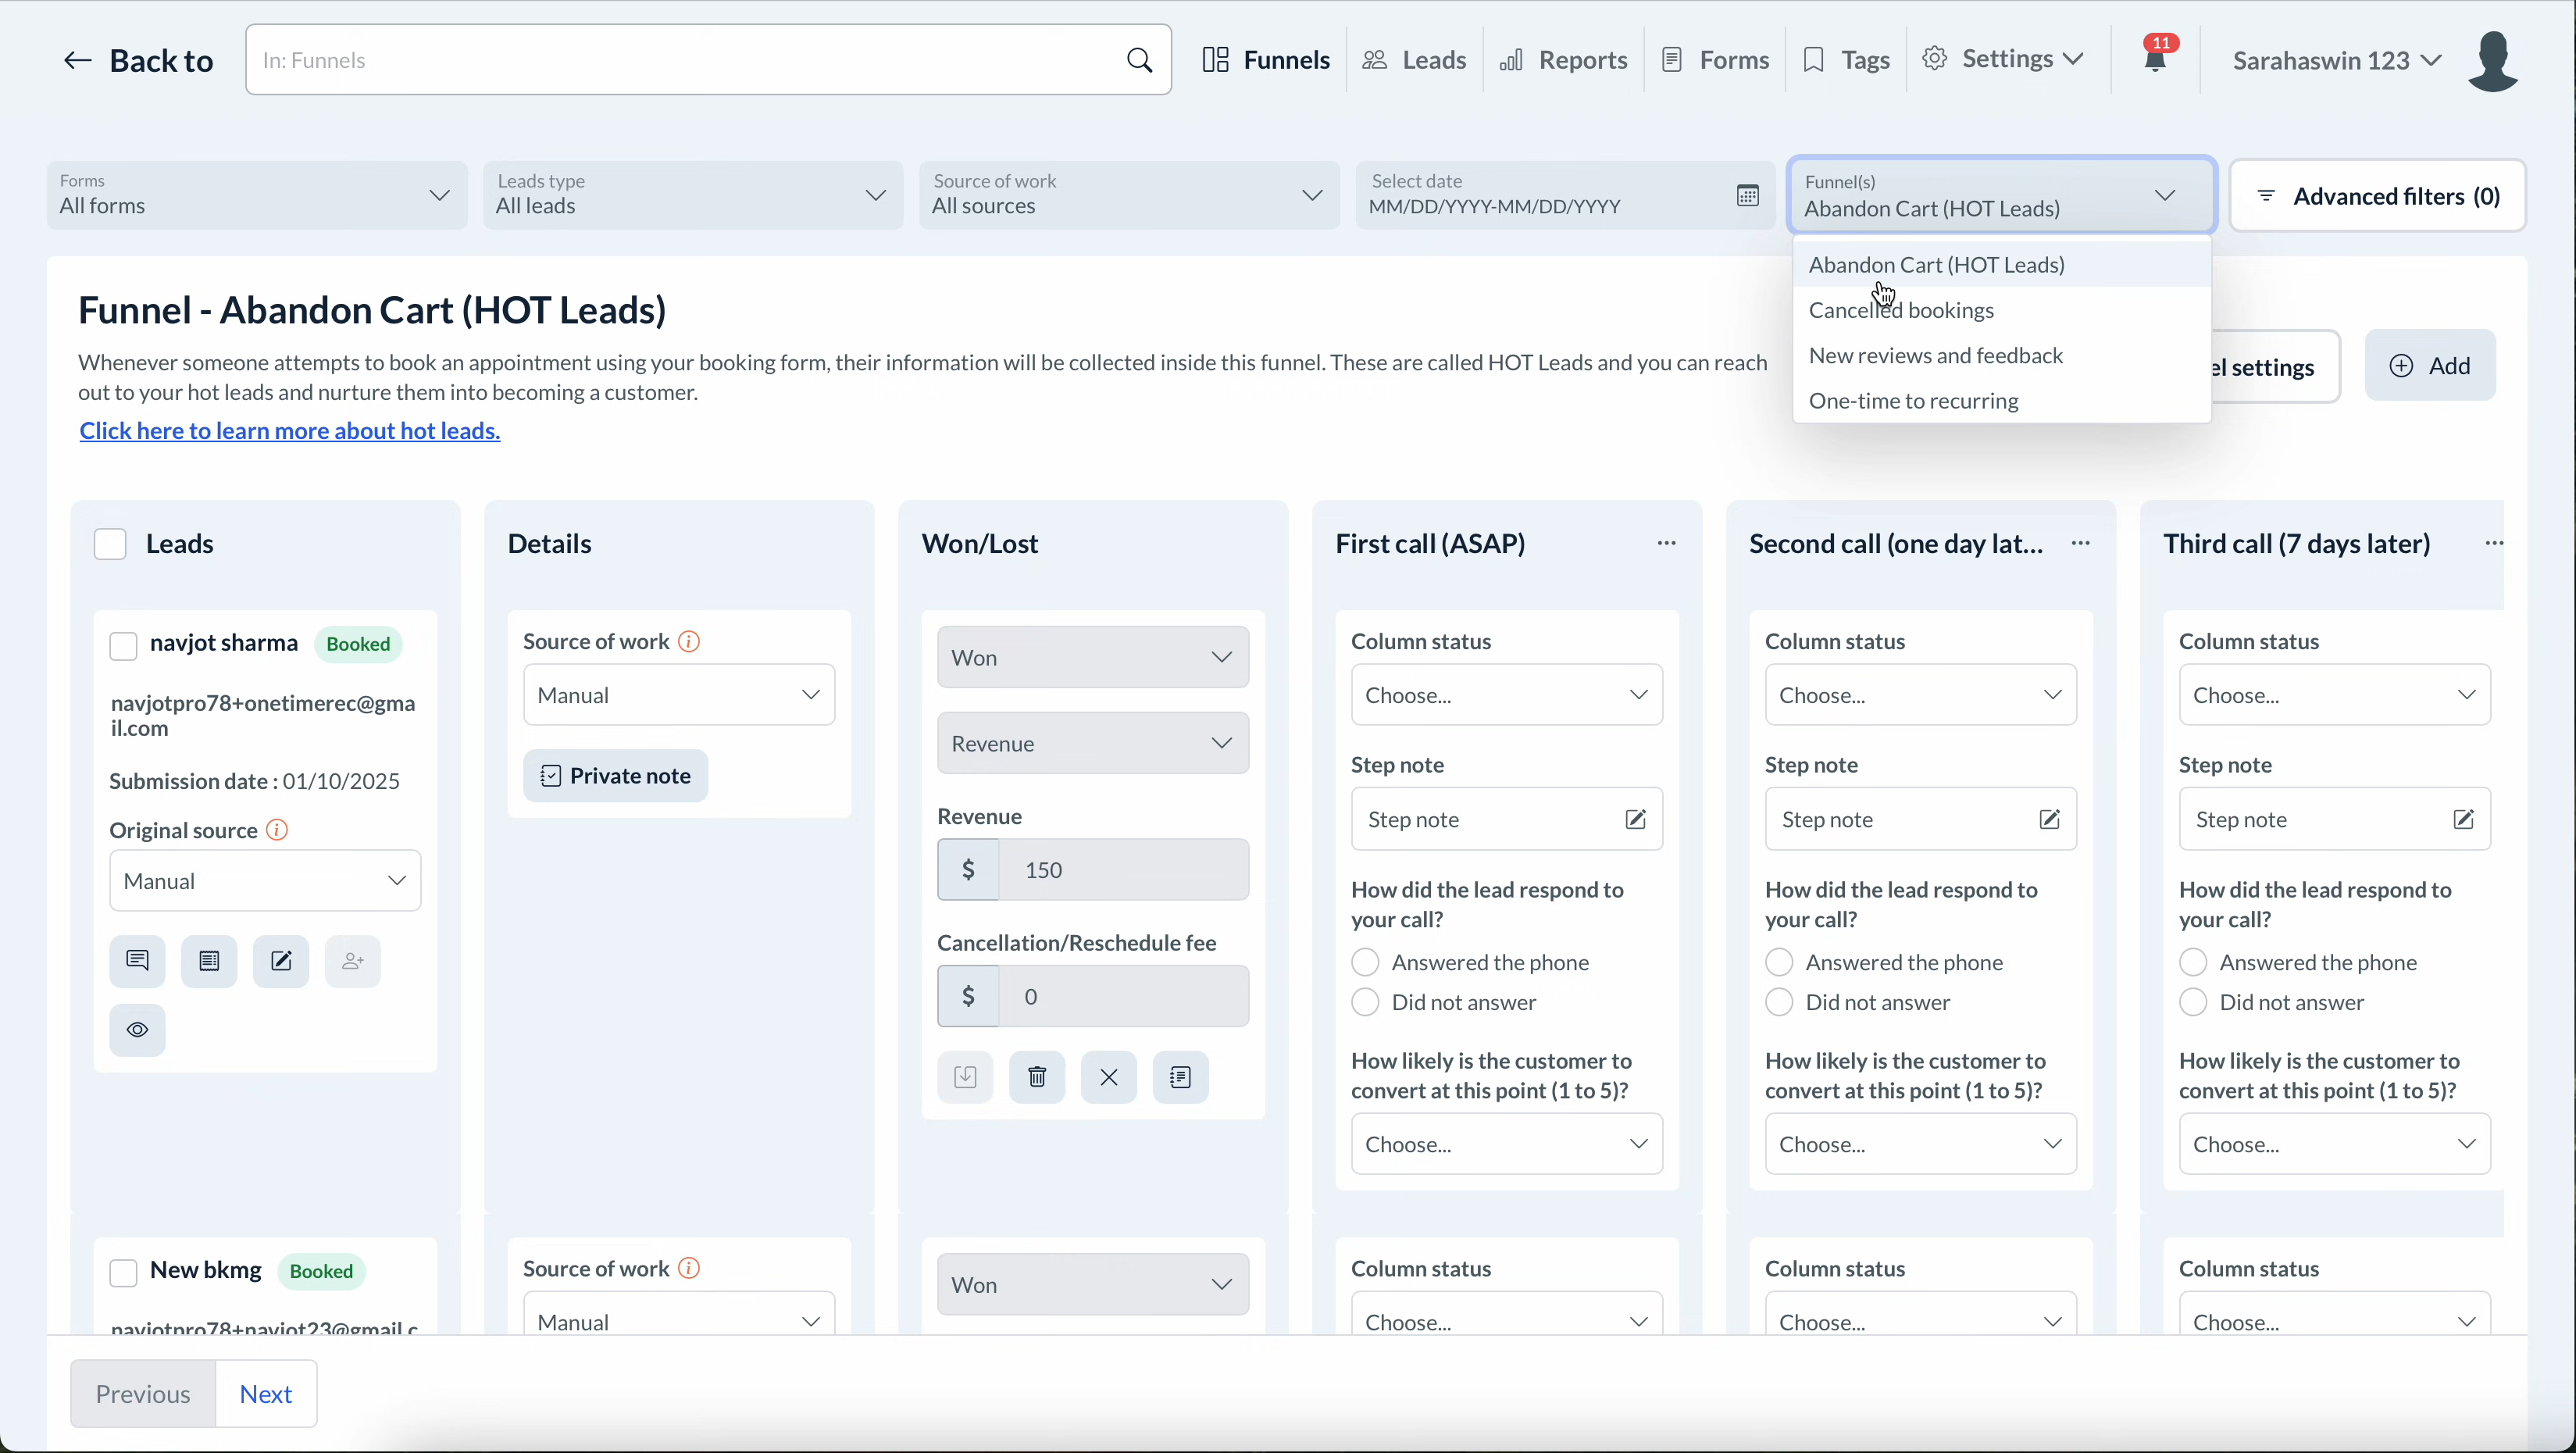 Back to
In: Funnels
Funnels
Leads
Reports
Forms
Tags
Settings
11
Sarahaswin 123
Forms
All forms
Leads type
All leads
Source of work
All sources
Select date
MM/DD/YYYY-MM/DD/YYYY
Funnel(s)
Abandon Cart (HOT Leads)
Advanced filters (0)
Abandon Cart (HOT Leads)
Cancelled bookings
New reviews and feedback
One-time to recurring
Funnel - Abandon Cart (HOT Leads)
Whenever someone attempts to book an appointment using your booking form, their information will be collected inside this funnel. These are called HOT Leads and you can reach
out to your hot leads and nurture them into becoming a customer.
Click here to learn more about hot leads.
el settings
Add
Leads
Details
Won/Lost
First call (ASAP)
Second call (one day lat...
Third call (7 days later)
navjot sharma
Booked
navjotpro78+onetimerec@gma
il.com
Submission date : 01/10/2025
Original source
Manual
Source of work
Manual
Private note
Won
Revenue
Revenue
$ 150
Cancellation/Reschedule fee
$ 0
Column status
Choose...
Step note
Step note
How did the lead respond to
your call?
Answered the phone
Did not answer
How likely is the customer to
convert at this point (1 to 5)?
Choose...
Column status
Choose...
Step note
Step note
How did the lead respond to
your call?
Answered the phone
Did not answer
How likely is the customer to
convert at this point (1 to 5)?
Choose...
Column status
Choose...
Step note
Step note
How did the lead respond to
your call?
Answered the phone
Did not answer
How likely is the customer to
convert at this point (1 to 5)?
Choose...
New bkmg
Booked
navjotpro78+navjot23@gmail.c
Source of work
Manual
Won
Column status
Choose...
Column status
Choose...
Column status
Choose...
Previous
Next